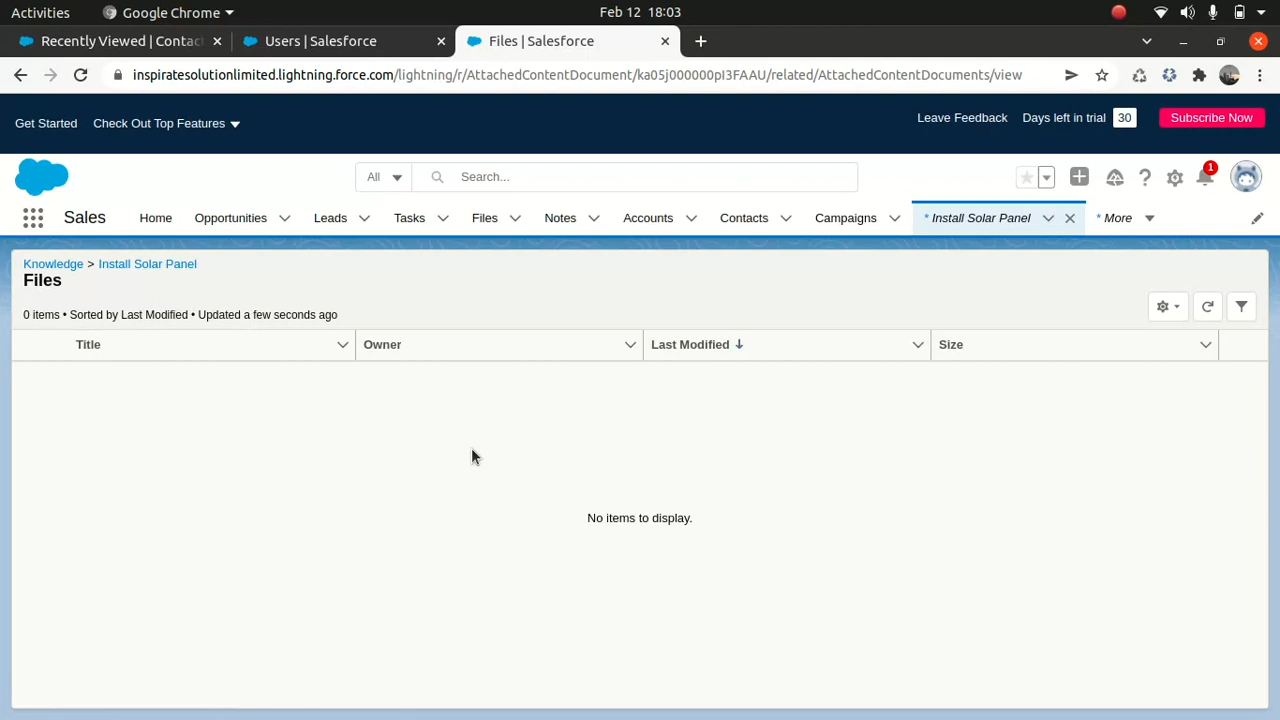 Activities
Google Chrome
Feb 12 18:03
Recently Viewed | Contac
Users | Salesforce
Files | Salesforce
inspiratesolutionlimited.lightning.force.com/lightning/r/AttachedContentDocument/ka05j000000pI3FAAU/related/AttachedContentDocuments/view
Get Started
Check Out Top Features
Leave Feedback
Days left in trial 30
Subscribe Now
All
Search...
1
Sales
Home
Opportunities
Leads
Tasks
Files
Notes
Accounts
Contacts
Campaigns
* Install Solar Panel
* More
Knowledge > Install Solar Panel
Files
0 items • Sorted by Last Modified • Updated a few seconds ago
Title
Owner
Last Modified
Size
No items to display.